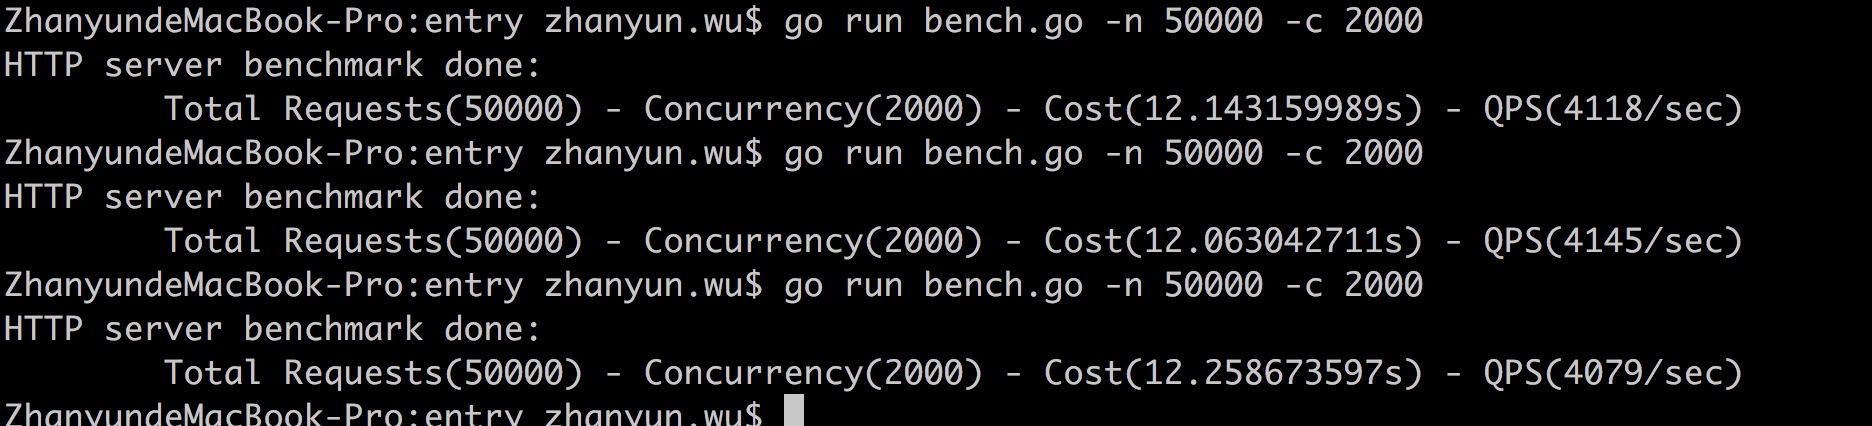 ZhanyundeMacBook-Pro:entry zhanyun.wu$ go run bench.go -n 50000 -c 2000
HTTP server benchmark done:
        Total Requests(50000) - Concurrency(2000) - Cost(12.143159989s) - QPS(4118/sec)
ZhanyundeMacBook-Pro:entry zhanyun.wu$ go run bench.go -n 50000 -c 2000
HTTP server benchmark done:
        Total Requests(50000) - Concurrency(2000) - Cost(12.063042711s) - QPS(4145/sec)
ZhanyundeMacBook-Pro:entry zhanyun.wu$ go run bench.go -n 50000 -c 2000
HTTP server benchmark done:
        Total Requests(50000) - Concurrency(2000) - Cost(12.258673597s) - QPS(4079/sec)
ZhanyundeMacBook-Pro:entry zhanyun.wu$